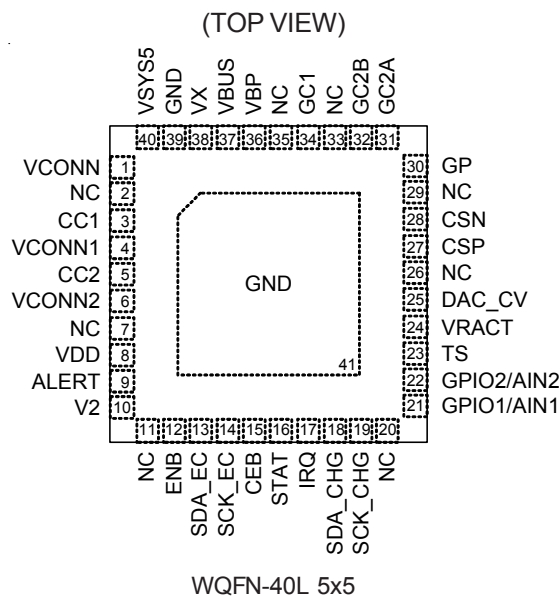 (TOP VIEW)
VSYS5
GND
VX
VBUS
VBP
NC
GC1
NC
GC2B
GC2A
40
39
38
37
36
35
34
33
32
31
VCONN 1
NC 2
CC1 3
VCONN1 4
CC2 5
VCONN2 6
NC 7
VDD 8
ALERT 9
V2 10
30 GP
29 NC
28 CSN
27 CSP
26 NC
25 DAC_CV
24 VRACT
23 TS
22 GPIO2/AIN2
21 GPIO1/AIN1
GND
41
11
12
13
14
15
16
17
18
19
20
NC
ENB
SDA_EC
SCK_EC
CEB
STAT
IRQ
SDA_CHG
SCK_CHG
NC
WQFN-40L 5x5